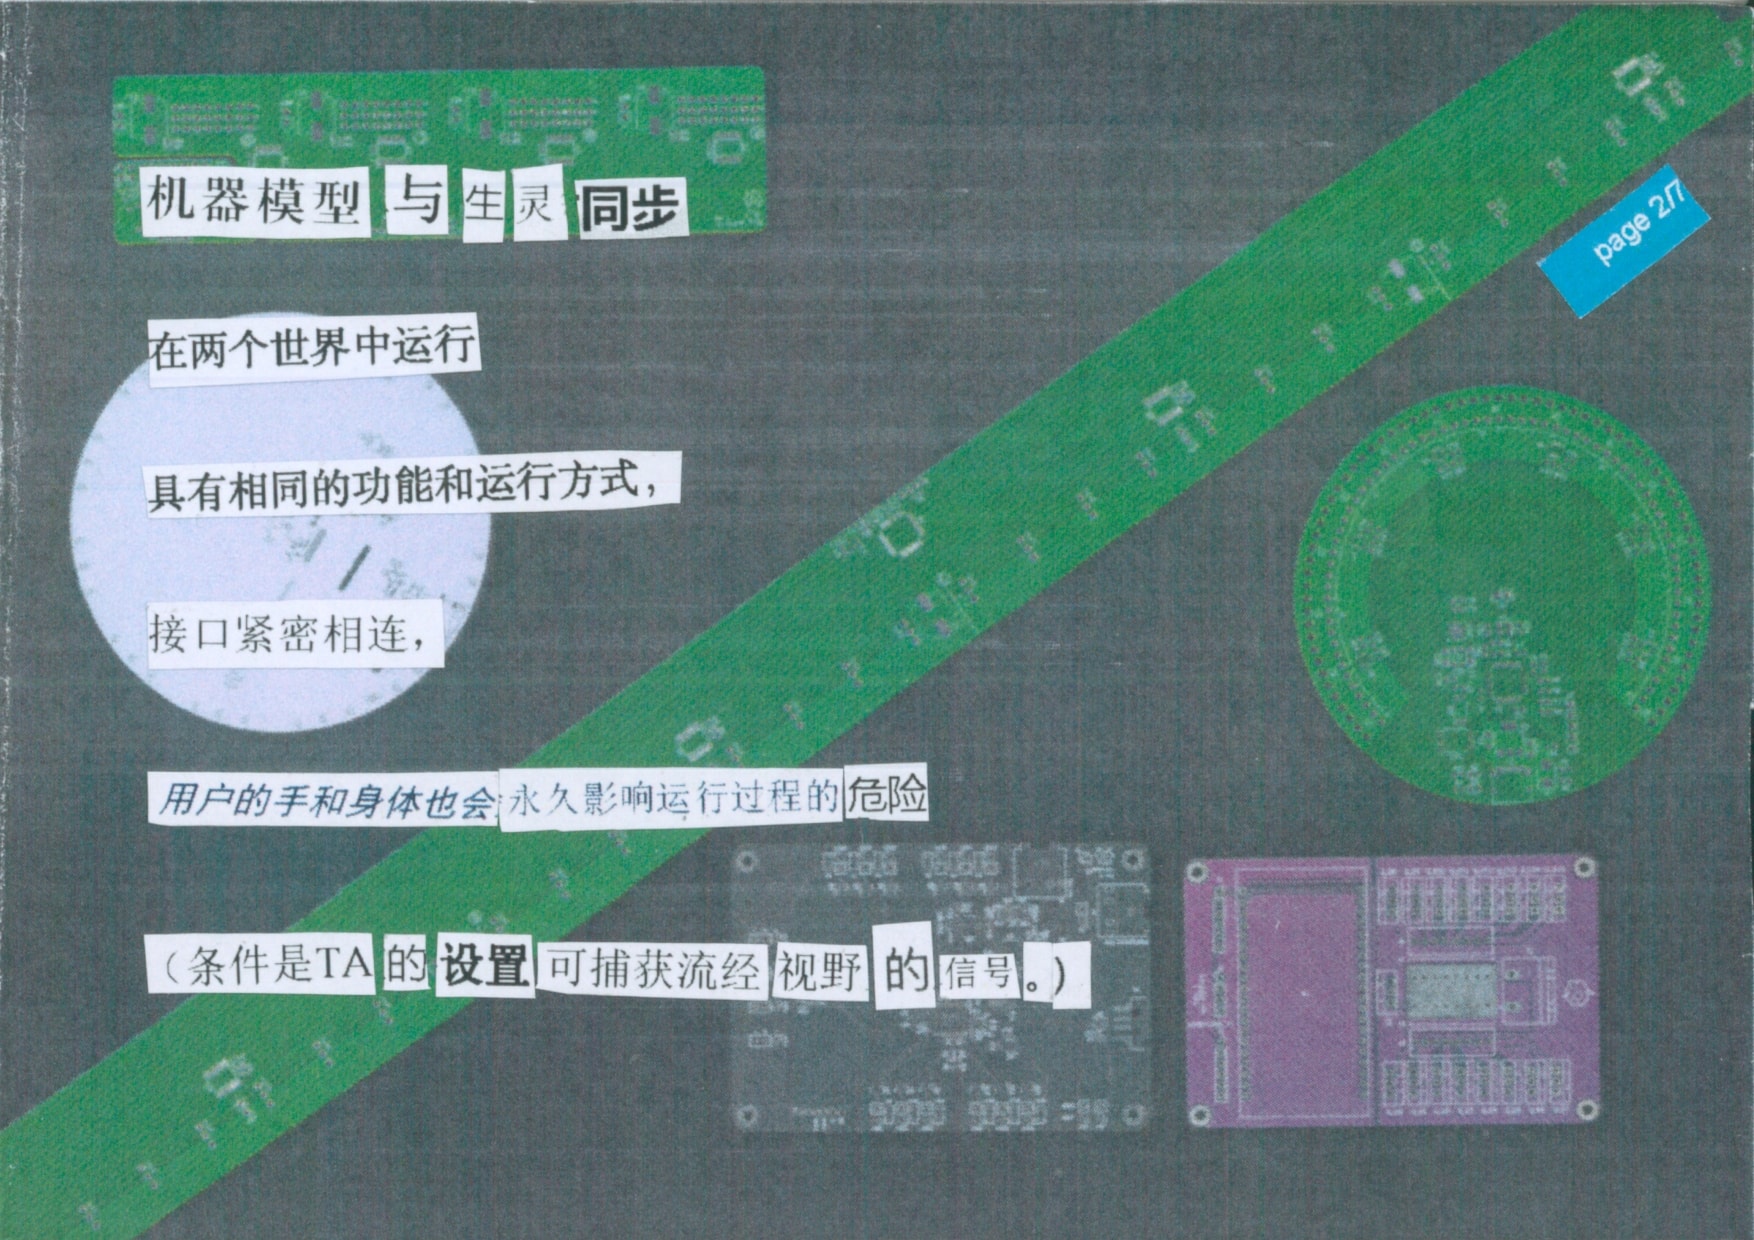 机器模型与生灵同步
page 2/7
在两个世界中运行
具有相同的功能和运行方式，
接口紧密相连，
用户的手和身体也会永久影响运行过程的危险
（条件是TA的设置可捕获流经视野的信号。）